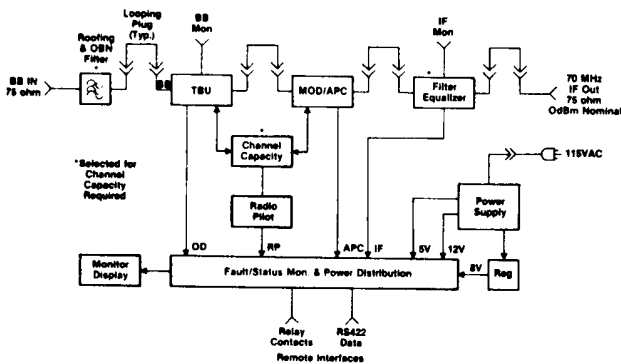 Looping
Plug
(Typ.)
BB
Mon
IF
Mon
Roofing
& OBN
Filter
*
BB IN
75 ohm
TBU
MOD/APC
*
Filter
Equalizer
70 MHz
IF Out
75 ohm
OdBm Nominal
*
Channel
Capacity
*Selected for
Channel
Capacity
Required
115VAC
Power
Supply
Radio
Pilot
OD
RP
APC
IF
5V
12V
Monitor
Display
Fault/Status Mon. & Power Distribution
8V
Reg
Relay
Contacts
RS422
Data
Remote Interfaces